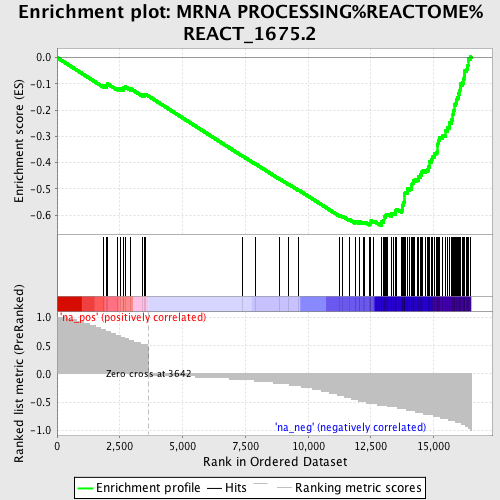 Enrichment plot: MRNA PROCESSING%REACTOME%
REACT_1675.2
Enrichment score (ES)
0.0
-0.1
-0.2
-0.3
-0.4
-0.5
-0.6
Ranked list metric (PreRanked)
1.0
0.5
0.0
-0.5
-1.0
'na_pos' (positively correlated)
Zero cross at 3642
'na_neg' (negatively correlated)
0
2,500
5,000
7,500
10,000
12,500
15,000
Rank in Ordered Dataset
Enrichment profile
Hits
Ranking metric scores